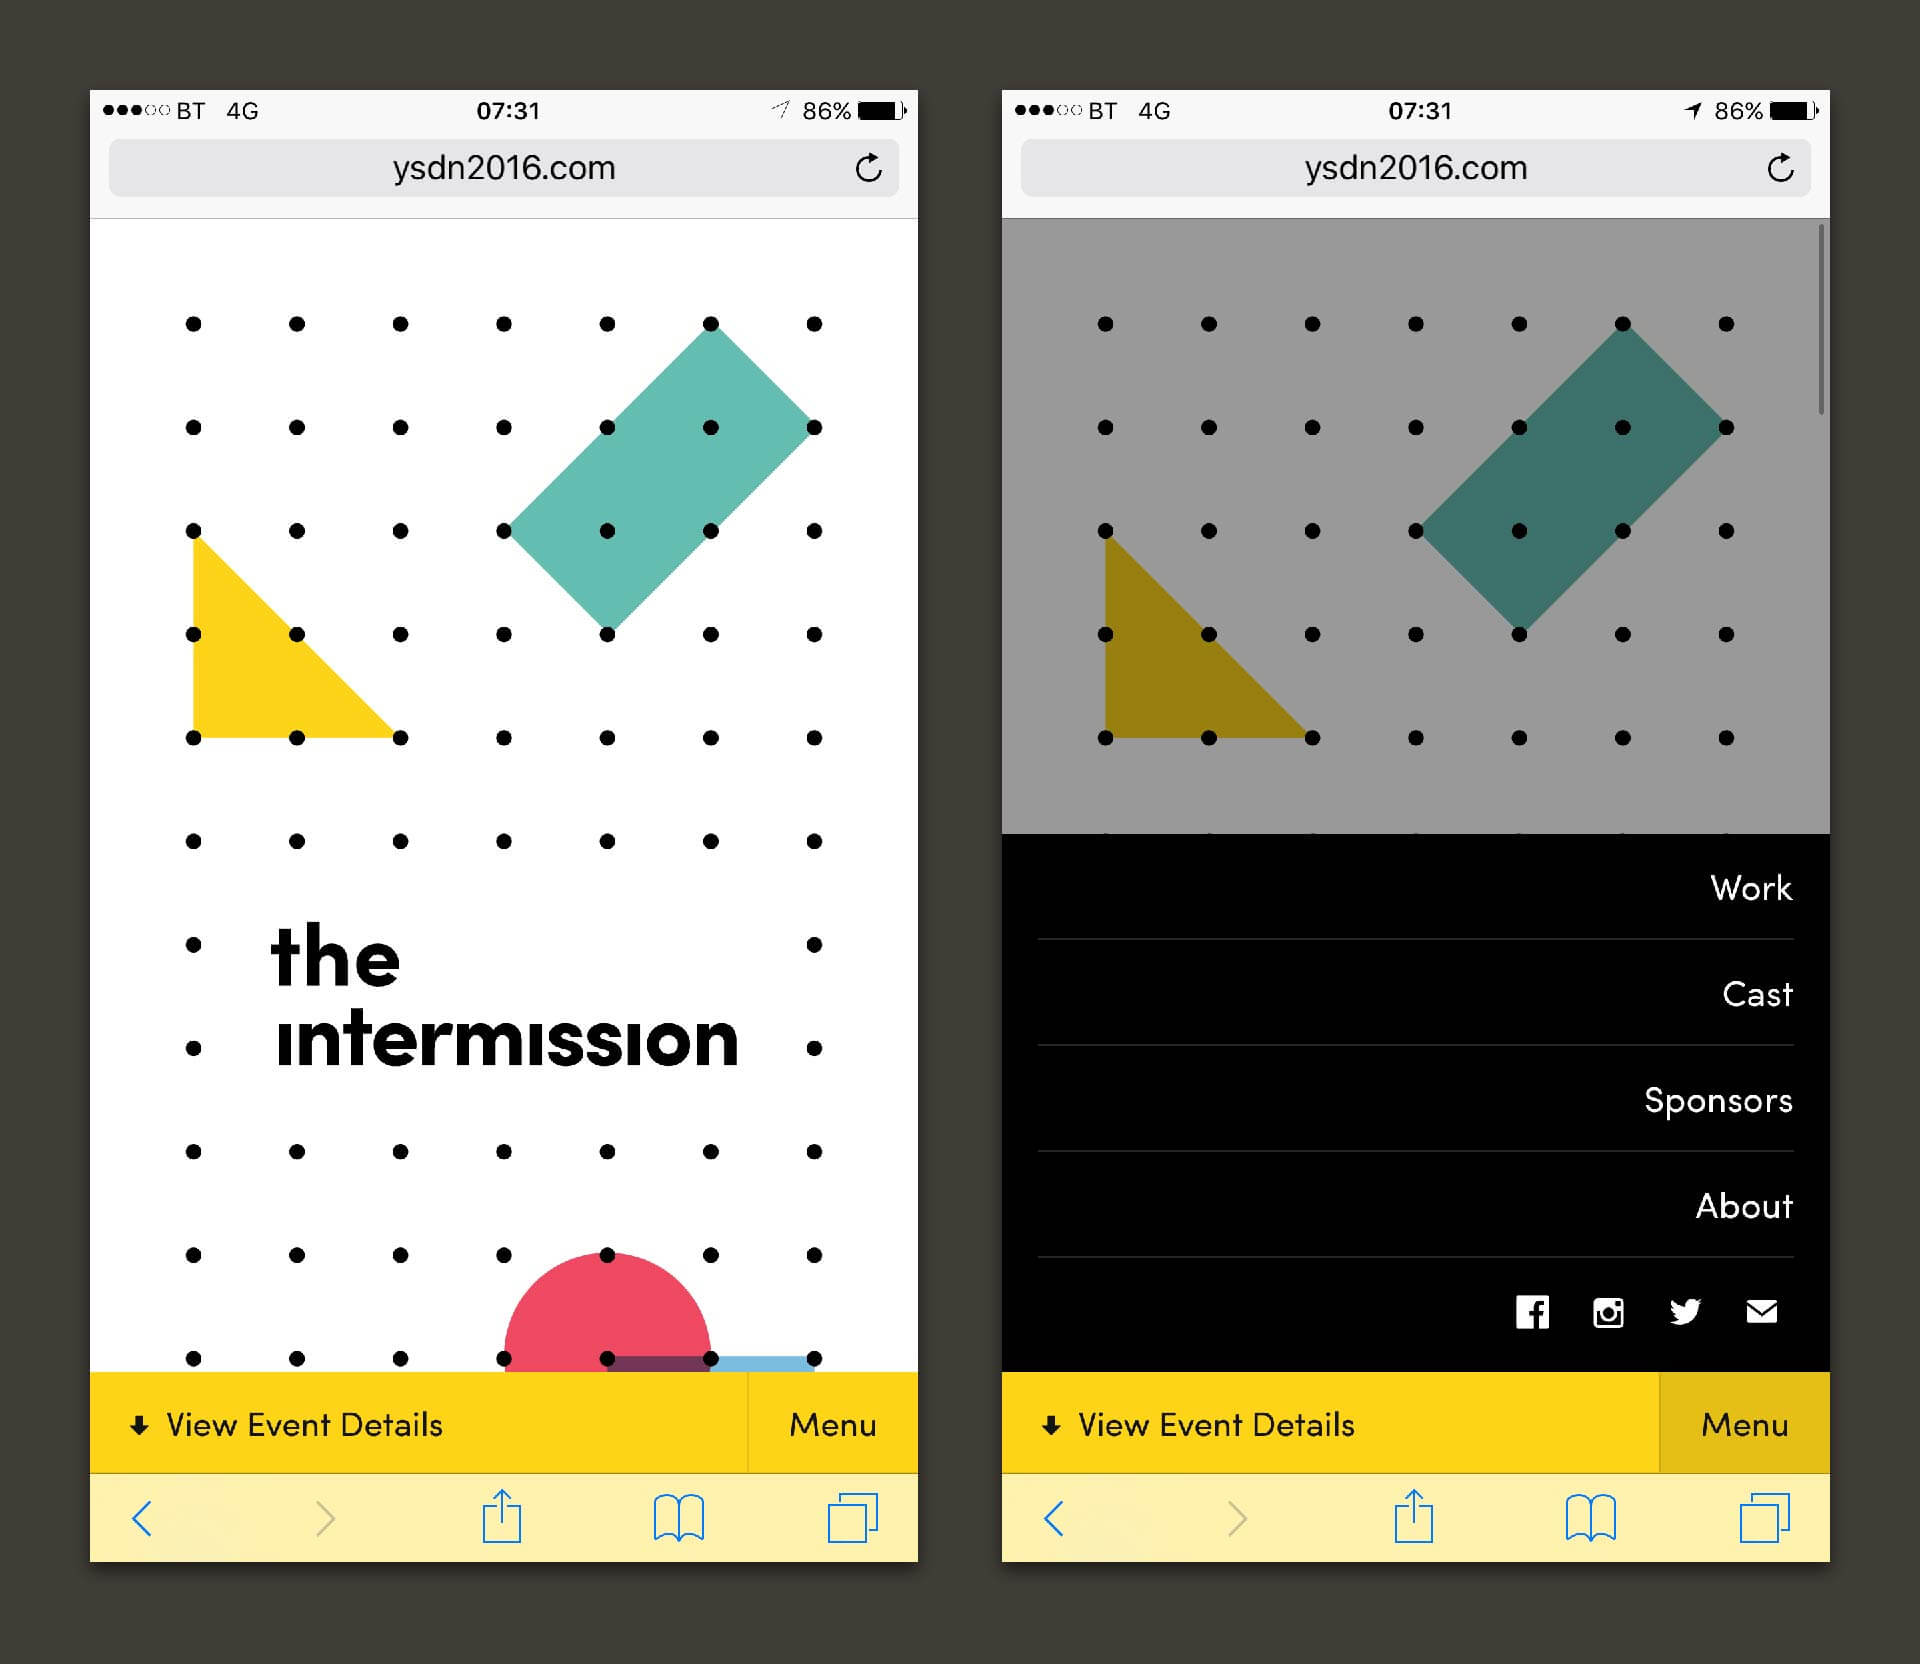 BT 4G 07:31 86%
ysdn2016.com
the
intermission
View Event Details Menu
BT 4G 07:31 86%
ysdn2016.com
Work
Cast
Sponsors
About
View Event Details Menu